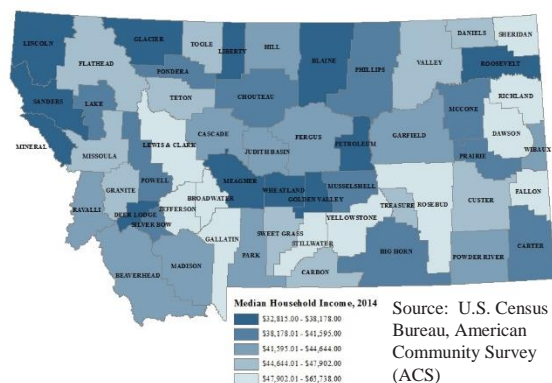 LINCOLN
GLACIER
TOOLE
LIBERTY
HILL
BLAINE
PHILLIPS
VALLEY
DANIELS
SHERIDAN
FLATHEAD
PONDERA
ROOSEVELT
SANDERS
LAKE
TETON
CHOUTEAU
MCCONE
RICHLAND
MINERAL
MISSOULA
LEWIS & CLARK
CASCADE
JUDITH BASIN
FERGUS
PETROLEUM
GARFIELD
DAWSON
PRAIRIE
WIBAUX
POWELL
GRANITE
RAVALLI
DEER LODGE
SILVER BOW
JEFFERSON
BROADWATER
MEAGHER
WHEATLAND
GOLDEN VALLEY
MUSSELSHELL
TREASURE
ROSEBUD
CUSTER
FALLON
GALLATIN
PARK
SWEET GRASS
STILLWATER
YELLOWSTONE
BIG HORN
POWDER RIVER
CARTER
BEAVERHEAD
MADISON
CARBON
Median Household Income, 2014
$32,815.00 - $38,178.00
$38,178.01 - $41,595.00
$41,595.01 - $44,644.00
$44,644.01 - $47,902.00
$47,902.01 - $65,738.00
Source: U.S. Census
Bureau, American
Community Survey
(ACS)